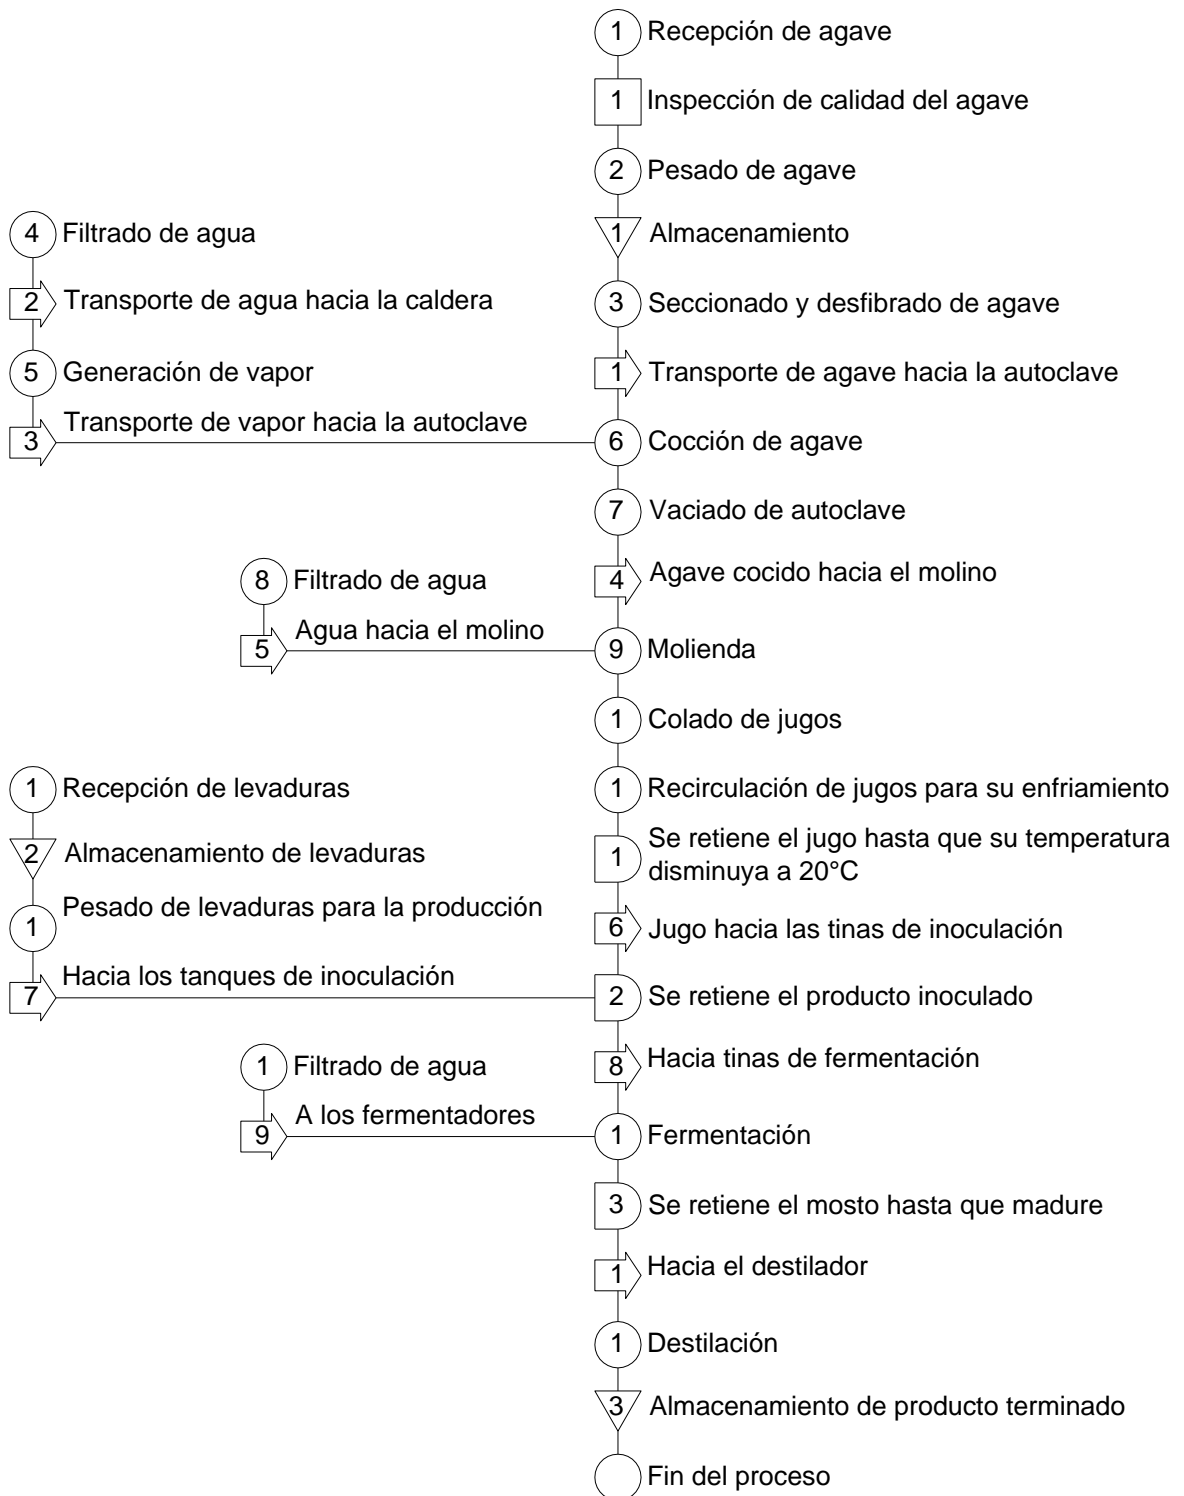 1 Recepción de agave
1 Inspección de calidad del agave
2 Pesado de agave
4 Filtrado de agua
1 Almacenamiento
2 Transporte de agua hacia la caldera
3 Seccionado y desfibrado de agave
5 Generación de vapor
1 Transporte de agave hacia la autoclave
3 Transporte de vapor hacia la autoclave
6 Cocción de agave
7 Vaciado de autoclave
8 Filtrado de agua
4 Agave cocido hacia el molino
5 Agua hacia el molino
9 Molienda
1 Colado de jugos
1 Recepción de levaduras
1 Recirculación de jugos para su enfriamiento
2 Almacenamiento de levaduras
1 Se retiene el jugo hasta que su temperatura
disminuya a 20°C
1 Pesado de levaduras para la producción
6 Jugo hacia las tinas de inoculación
7 Hacia los tanques de inoculación
2 Se retiene el producto inoculado
1 Filtrado de agua
8 Hacia tinas de fermentación
9 A los fermentadores
1 Fermentación
3 Se retiene el mosto hasta que madure
1 Hacia el destilador
1 Destilación
3 Almacenamiento de producto terminado
Fin del proceso